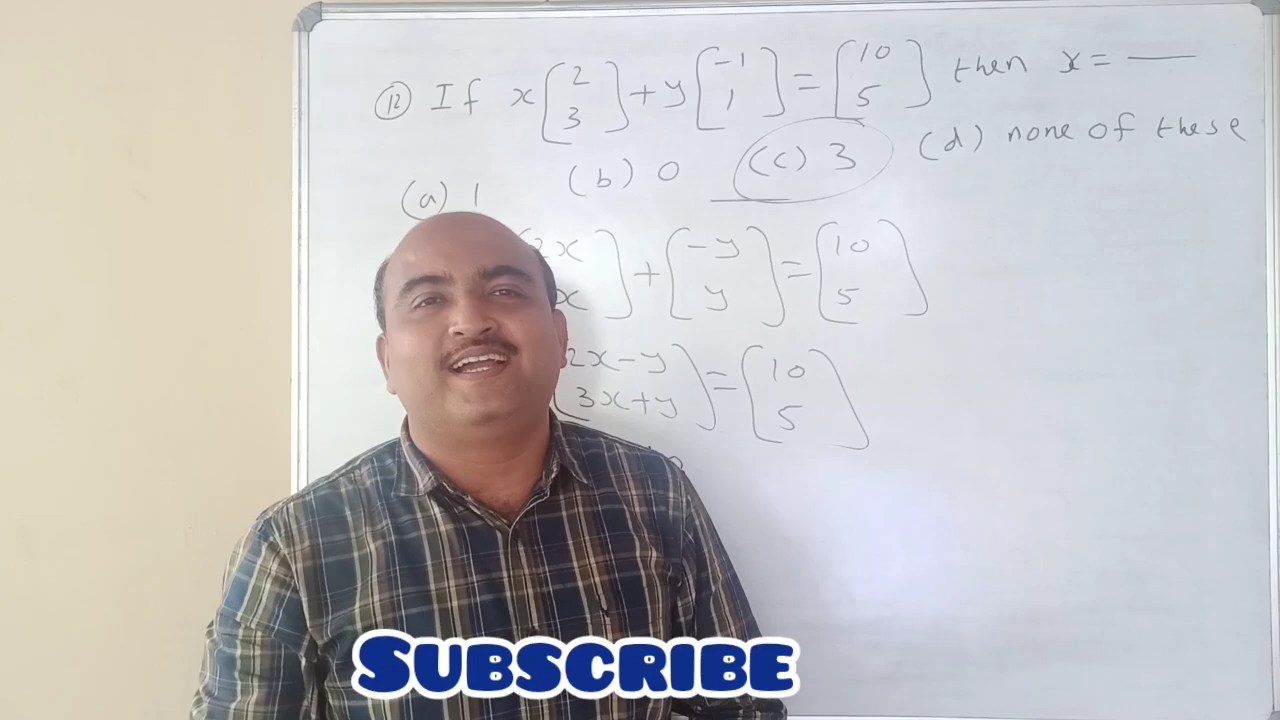 (12) If x[2 3] + y[-1 1] = [10 5] then x = —
(a) 1 (b) 0 (c) 3 (d) none of these
2x x] + [-y y] = [10 5]
2x-y 3x+y] = [10 5]
SUBSCRIBE